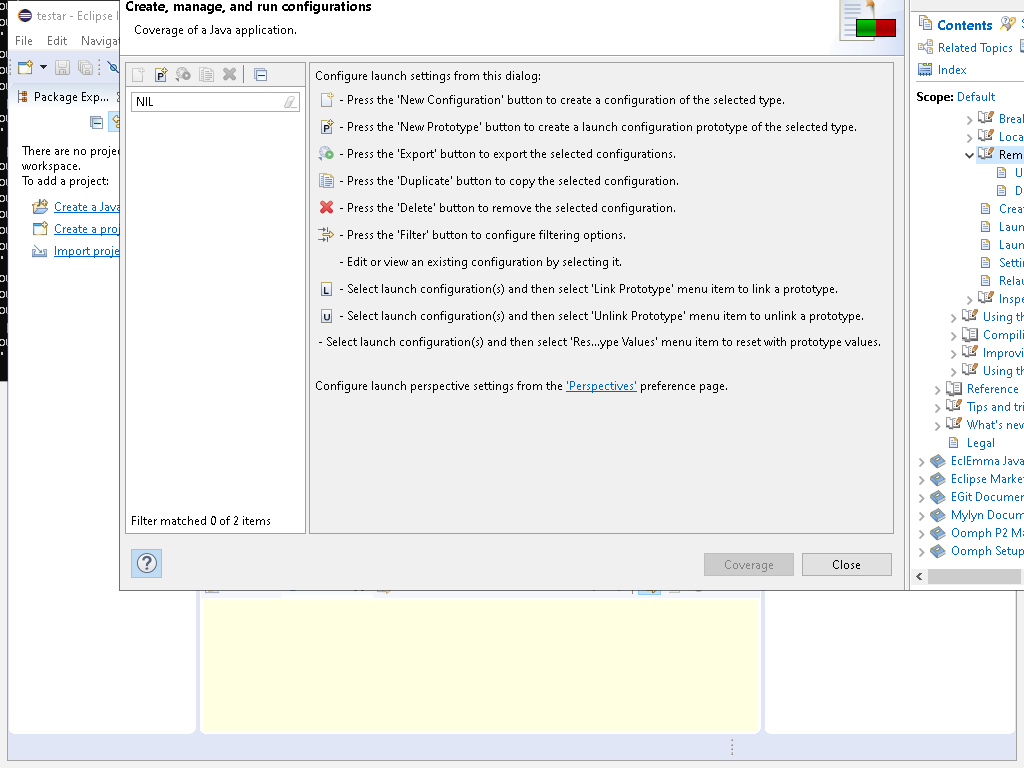 testar - Eclipse I
File Edit Navigat
Package Exp...
There are no projec
workspace.
To add a project:
Create a Java
Create a proj
Import proje
Create, manage, and run configurations
Coverage of a Java application.
NIL
Filter matched 0 of 2 items
Configure launch settings from this dialog:
- Press the 'New Configuration' button to create a configuration of the selected type.
P - Press the 'New Prototype' button to create a launch configuration prototype of the selected type.
- Press the 'Export' button to export the selected configurations.
- Press the 'Duplicate' button to copy the selected configuration.
- Press the 'Delete' button to remove the selected configuration.
- Press the 'Filter' button to configure filtering options.
- Edit or view an existing configuration by selecting it.
L - Select launch configuration(s) and then select 'Link Prototype' menu item to link a prototype.
U - Select launch configuration(s) and then select 'Unlink Prototype' menu item to unlink a prototype.
- Select launch configuration(s) and then select 'Res...ype Values' menu item to reset with prototype values.
Configure launch perspective settings from the 'Perspectives' preference page.
Coverage Close
Contents
Related Topics
Index
Scope: Default
Break
Loca
Rem
U
D
Creat
Laun
Laun
Settin
Relau
Inspe
Using th
Compili
Improvi
Using th
Reference
Tips and tri
What's new
Legal
EclEmma Java
Eclipse Marke
EGit Documen
Mylyn Docum
Oomph P2 Ma
Oomph Setup